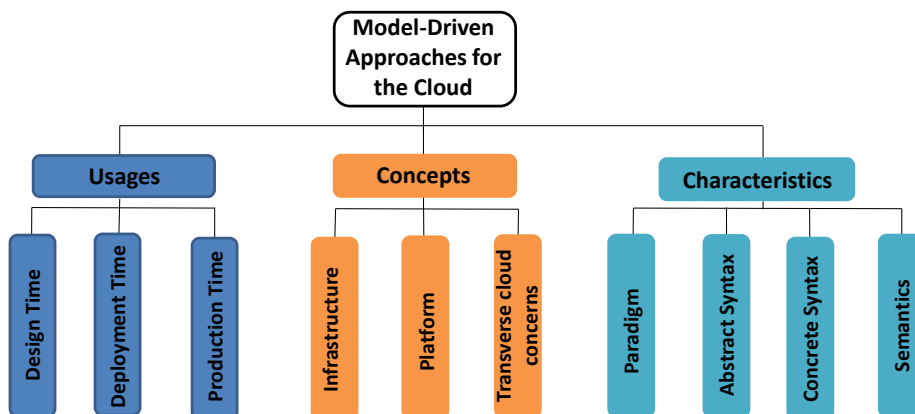 Model-Driven
Approaches for
the Cloud
Usages
Concepts
Characteristics
Design Time
Deployment Time
Production Time
Infrastructure
Platform
Transverse cloud
concerns
Paradigm
Abstract Syntax
Concrete Syntax
Semantics